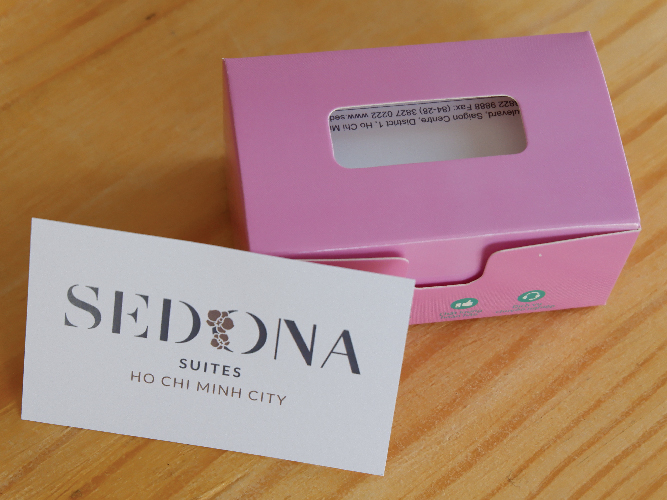 SEDONA
SUITES
HO CHI MINH CITY
ulevard, Saigon Centre, District 1, Ho Chi Mi
822 9888 Fax: (84-28) 3827 0222 www.sed